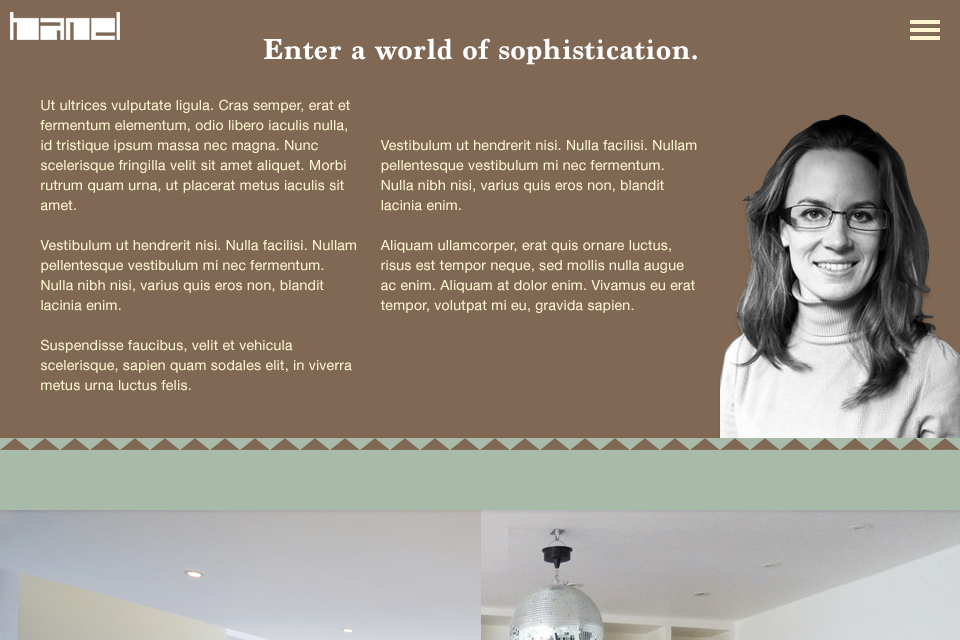 band
Enter a world of sophistication.
Ut ultrices vulputate ligula. Cras semper, erat et
fermentum elementum, odio libero iaculis nulla,
id tristique ipsum massa nec magna. Nunc
scelerisque fringilla velit sit amet aliquet. Morbi
rutrum quam urna, ut placerat metus iaculis sit
amet.
Vestibulum ut hendrerit nisi. Nulla facilisi. Nullam
pellentesque vestibulum mi nec fermentum.
Nulla nibh nisi, varius quis eros non, blandit
lacinia enim.
Suspendisse faucibus, velit et vehicula
scelerisque, sapien quam sodales elit, in viverra
metus urna luctus felis.
Vestibulum ut hendrerit nisi. Nulla facilisi. Nullam
pellentesque vestibulum mi nec fermentum.
Nulla nibh nisi, varius quis eros non, blandit
lacinia enim.
Aliquam ullamcorper, erat quis ornare luctus,
risus est tempor neque, sed mollis nulla augue
ac enim. Aliquam at dolor enim. Vivamus eu erat
tempor, volutpat mi eu, gravida sapien.